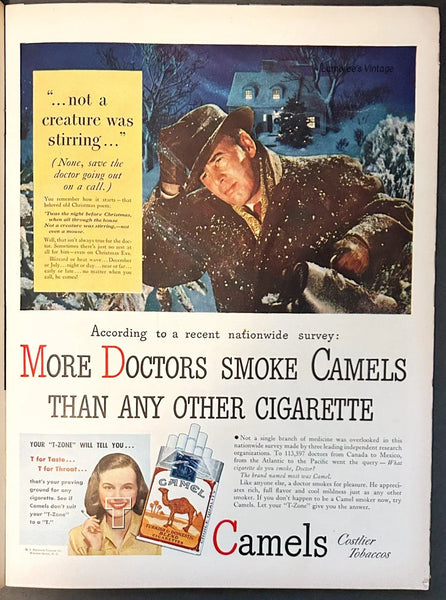 Lamblee's Vintage
"...not a
creature was
stirring..."
(None, save the
doctor going out
on a call.)
You remember how it starts—that
beloved old Christmas poem:
'Twas the night before Christmas,
when all through the house
Not a creature was stirring,—not
even a mouse.
Well, that isn't always true for the doc-
tor. Sometimes there's just no rest at
all for him—even on Christmas Eve.
Blizzard or heat wave...December
or July...night or day...near or far...
early or late...no matter when you
call, he comes!
According to a recent nationwide survey:
MORE DOCTORS SMOKE CAMELS
THAN ANY OTHER CIGARETTE
YOUR "T-ZONE" WILL TELL YOU...
T for Taste...
T for Throat...
that's your proving
ground for any
cigarette. See if
Camels don't suit
your "T-Zone"
to a "T."
T
CAMEL
TURKISH & DOMESTIC
BLEND
CIGARETTES
● Not a single branch of medicine was overlooked in this
nationwide survey made by three leading independent research
organizations. To 113,597 doctors from Canada to Mexico,
from the Atlantic to the Pacific went the query—What
cigarette do you smoke, Doctor?
The brand named most was Camel.
Like anyone else, a doctor smokes for pleasure. He appreci-
ates rich, full flavor and cool mildness just as any other
smoker. If you don't happen to be a Camel smoker now, try
Camels. Let your "T-Zone" give you the answer.
Camels
Costlier
Tobaccos